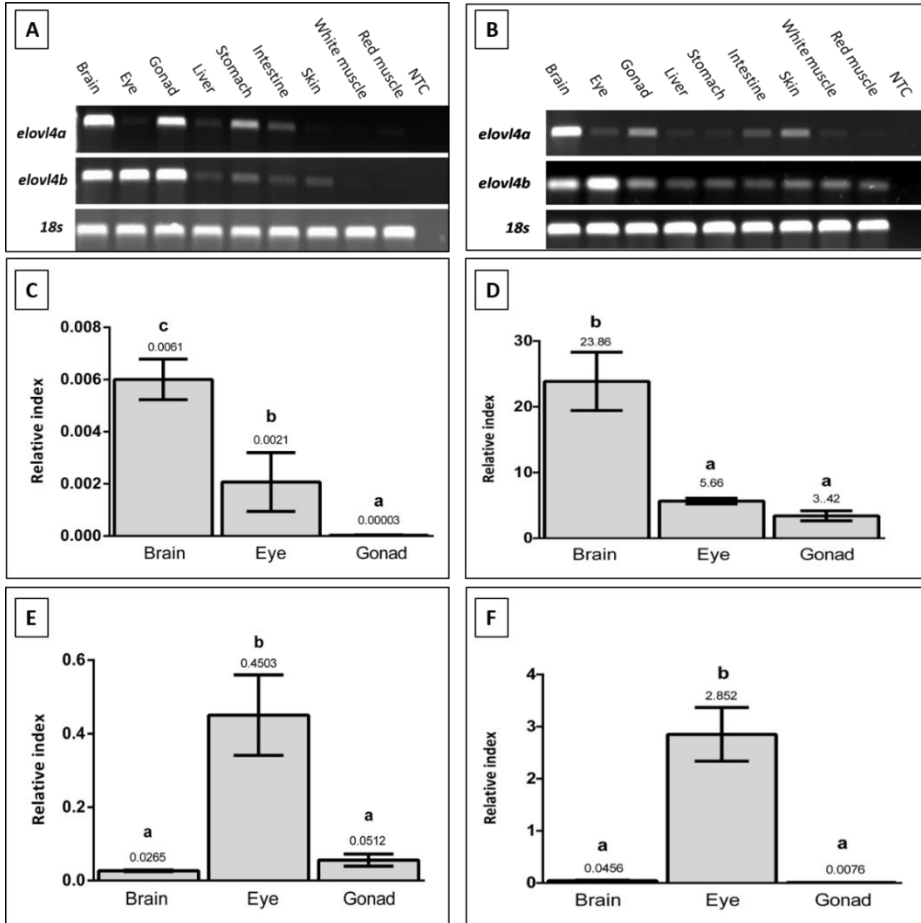 A
Brain Eye Gonad Liver Stomach Intestine Skin White muscle Red muscle NTC
elovl4a
elovl4b
18s
B
Brain Eye Gonad Liver Stomach Intestine Skin White muscle Red muscle NTC
elovl4a
elovl4b
18s
C
Relative index
0.008
0.006
0.004
0.002
0.000
c
0.0061
b
0.0021
a
0.00003
Brain Eye Gonad
D
Relative index
30
20
10
0
b
23.86
a
5.66
a
3..42
Brain Eye Gonad
E
Relative index
0.6
0.4
0.2
0.0
a
0.0265
b
0.4503
a
0.0512
Brain Eye Gonad
F
Relative index
4
3
2
1
0
a
0.0456
b
2.852
a
0.0076
Brain Eye Gonad